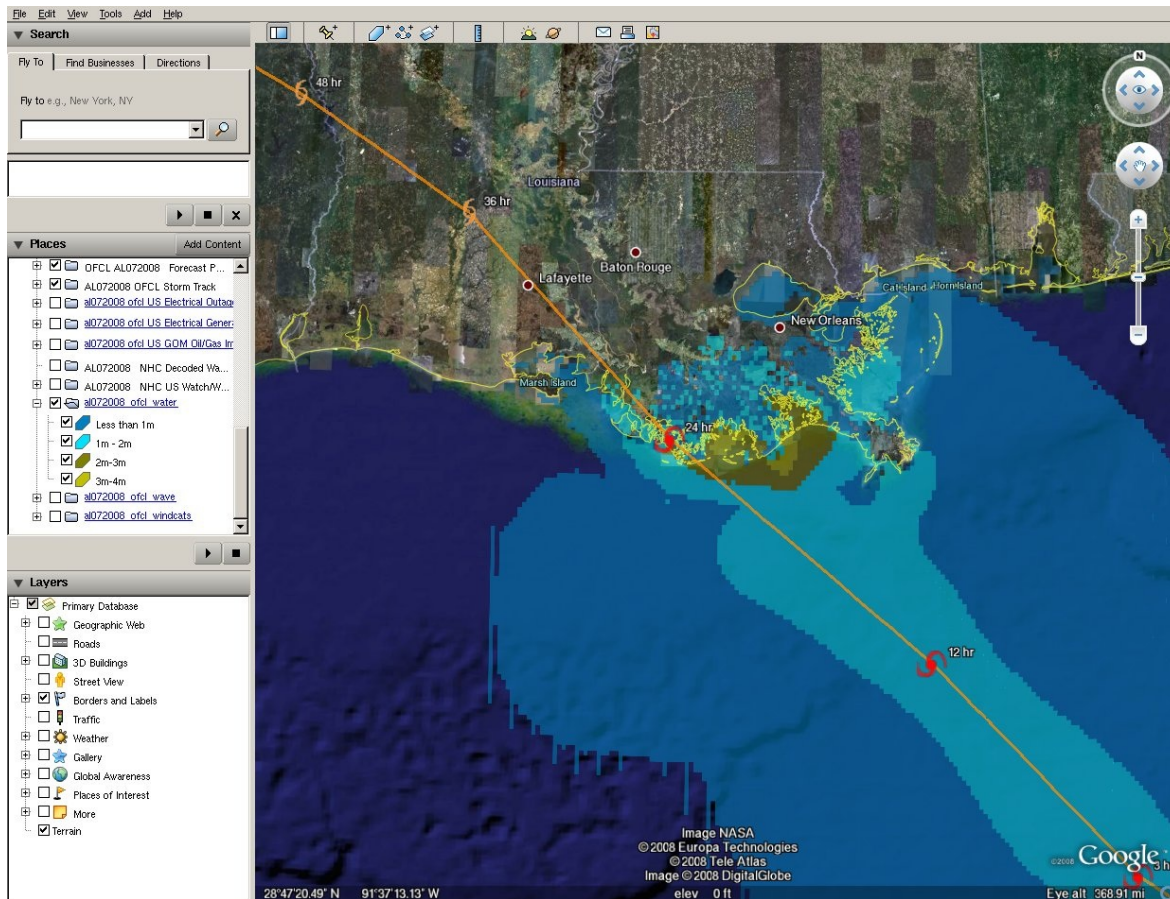 File Edit View Tools Add Help
Search
Fly To Find Businesses Directions
Fly to e.g., New York, NY
Places Add Content
OFCL AL072008 Forecast P...
AL072008 OFCL Storm Track
al072008 ofcl US Electrical Outag
al072008 ofcl US Electrical Genera
al072008 ofcl US GOM Oil/Gas In
AL072008 NHC Decoded Wa...
AL072008 NHC US Watch/W...
al072008_ofcl_water
Less than 1m
1m - 2m
2m-3m
3m-4m
al072008_ofcl_wave
al072008_ofcl_windcats
Layers
Primary Database
Geographic Web
Roads
3D Buildings
Street View
Borders and Labels
Traffic
Weather
Gallery
Global Awareness
Places of Interest
More
Terrain
N
48 hr
Louisiana
36 hr
Baton Rouge
Lafayette
Cat Island Horn Island
New Orleans
Marsh Island
24 hr
12 hr
3 h
Image NASA
© 2008 Europa Technologies
© 2008 Tele Atlas
Image © 2008 DigitalGlobe
©2008 Google
28°47'20.49" N 91°37'13.13" W elev 0 ft Eye alt 368.91 mi